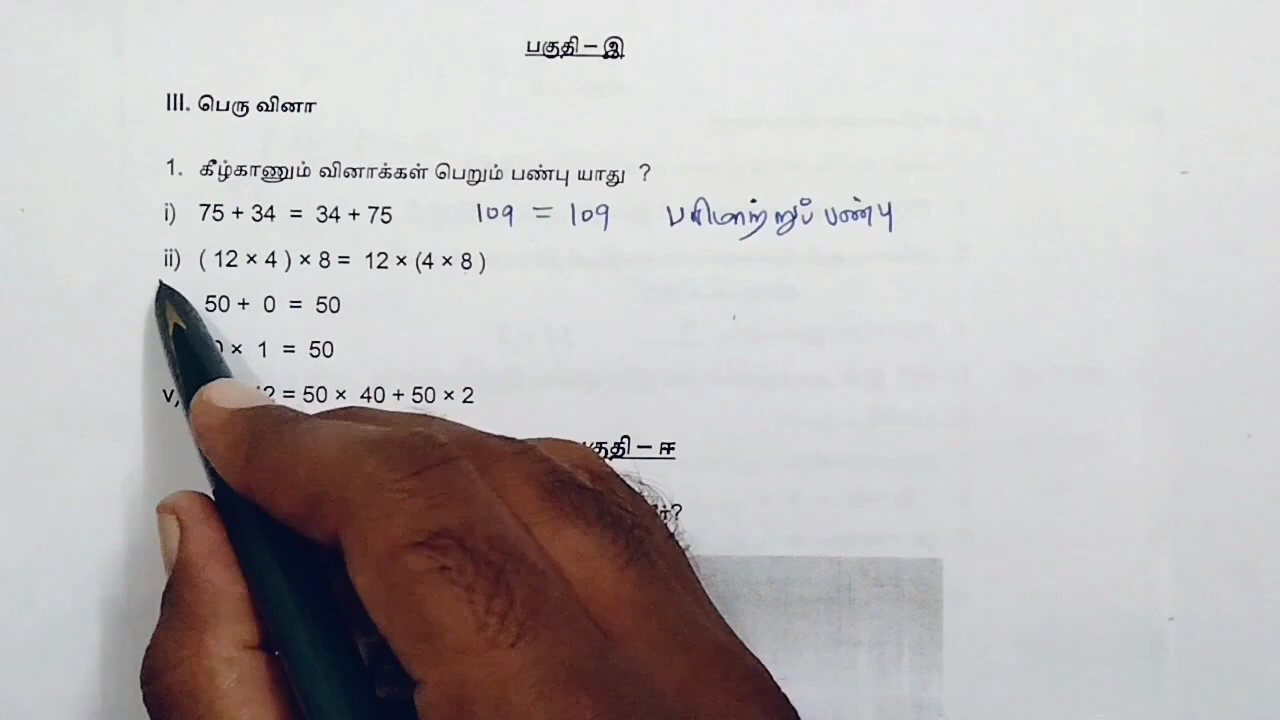 பகுதி – இ
III. பெரு வினா
1. கீழ்காணும் வினாக்கள் பெறும் பண்பு யாது ?
i) 75 + 34 = 34 + 75 109 = 109 பரிமாற்றுப் பண்பு
ii) ( 12 × 4 ) × 8 = 12 × (4 × 8 )
50 + 0 = 50
× 1 = 50
v, = 50 × 40 + 50 × 2
– ஈ